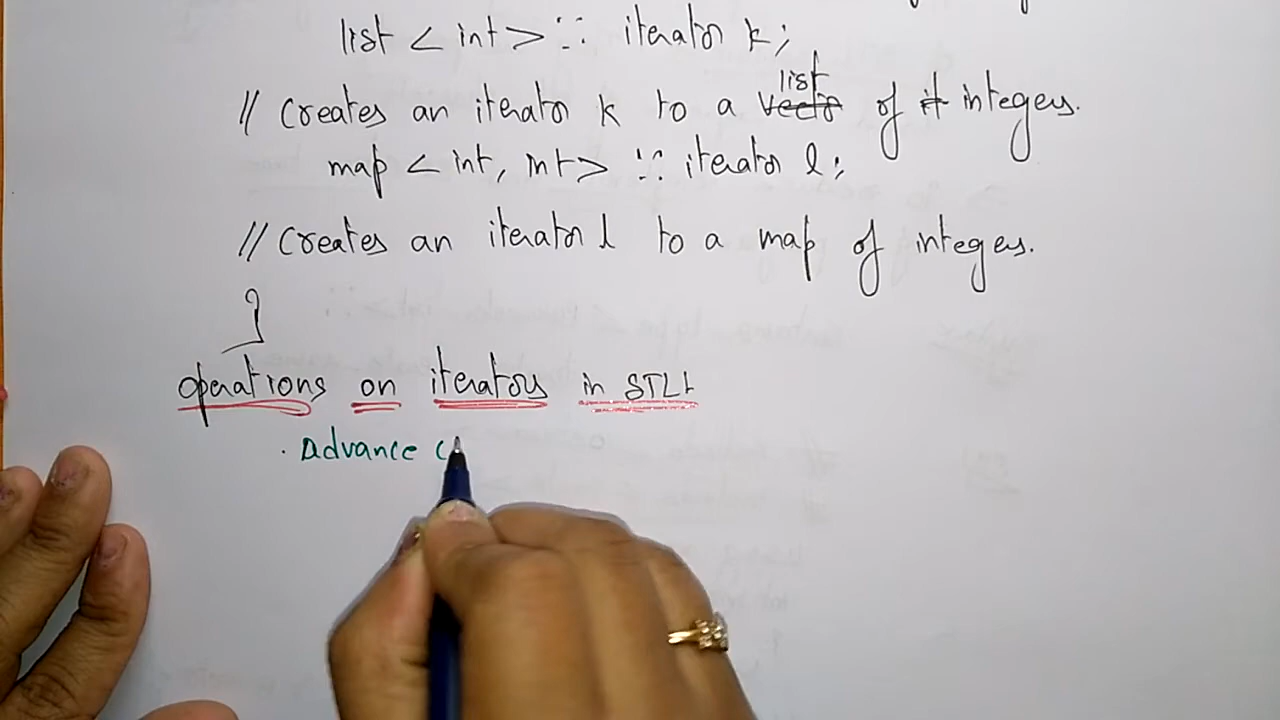 list < int > :: iterator k;
// Creates an iterator k to a list of integers.
map < int, int > :: iterator l;
// Creates an iterator l to a map of integers.
}
operations on iterators in STL:
. Advance (